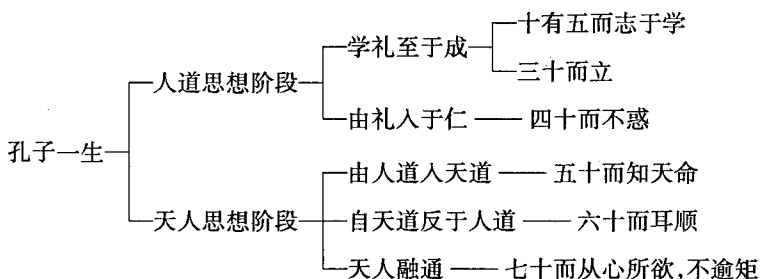 十有五而志于学
学礼至于成
三十而立
人道思想阶段
由礼入于仁 四十而不惑
孔子一生
由人道入天道 五十而知天命
天人思想阶段
自天道反于人道 六十而耳顺
天人融通 七十而从心所欲,不逾矩